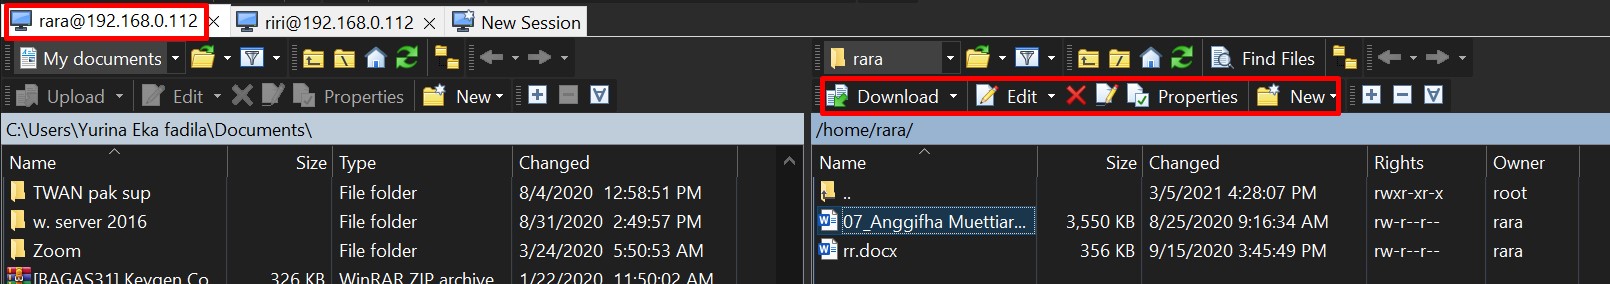 rara@192.168.0.112 riri@192.168.0.112 New Session
My documents rara Find Files
Upload Edit Properties New Download Edit Properties New
C:\Users\Yurina Eka fadila\Documents\ /home/rara/
Name Size Type Changed Name Size Changed Rights Owner
TWAN pak sup File folder 8/4/2020 12:58:51 PM .. 3/5/2021 4:28:07 PM rwxr-xr-x root
w. server 2016 File folder 8/31/2020 2:49:57 PM 07_Anggifha Muettiar... 3,550 KB 8/25/2020 9:16:34 AM rw-r--r-- rara
Zoom File folder 3/24/2020 5:50:53 AM rr.docx 356 KB 9/15/2020 3:45:49 PM rw-r--r-- rara
[BAGAS31] Keygen Co 326 KB WinRAR ZIP archive 1/22/2020 11:50:02 AM